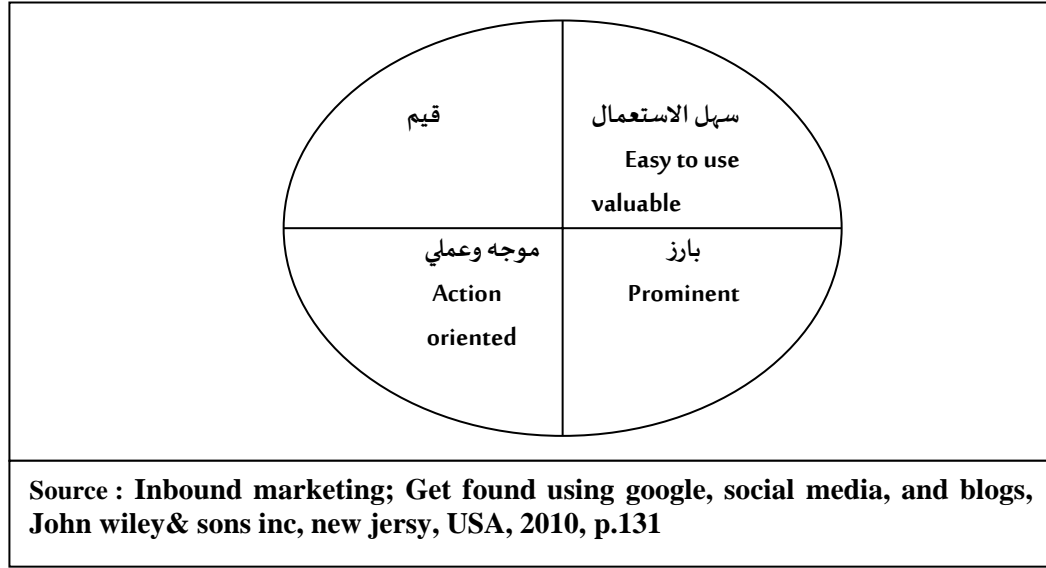 قيم
سهل الاستعمال
Easy to use
valuable
موجه وعملي
Action
oriented
بارز
Prominent
Source : Inbound marketing; Get found using google, social media, and blogs,
John wiley& sons inc, new jersy, USA, 2010, p.131